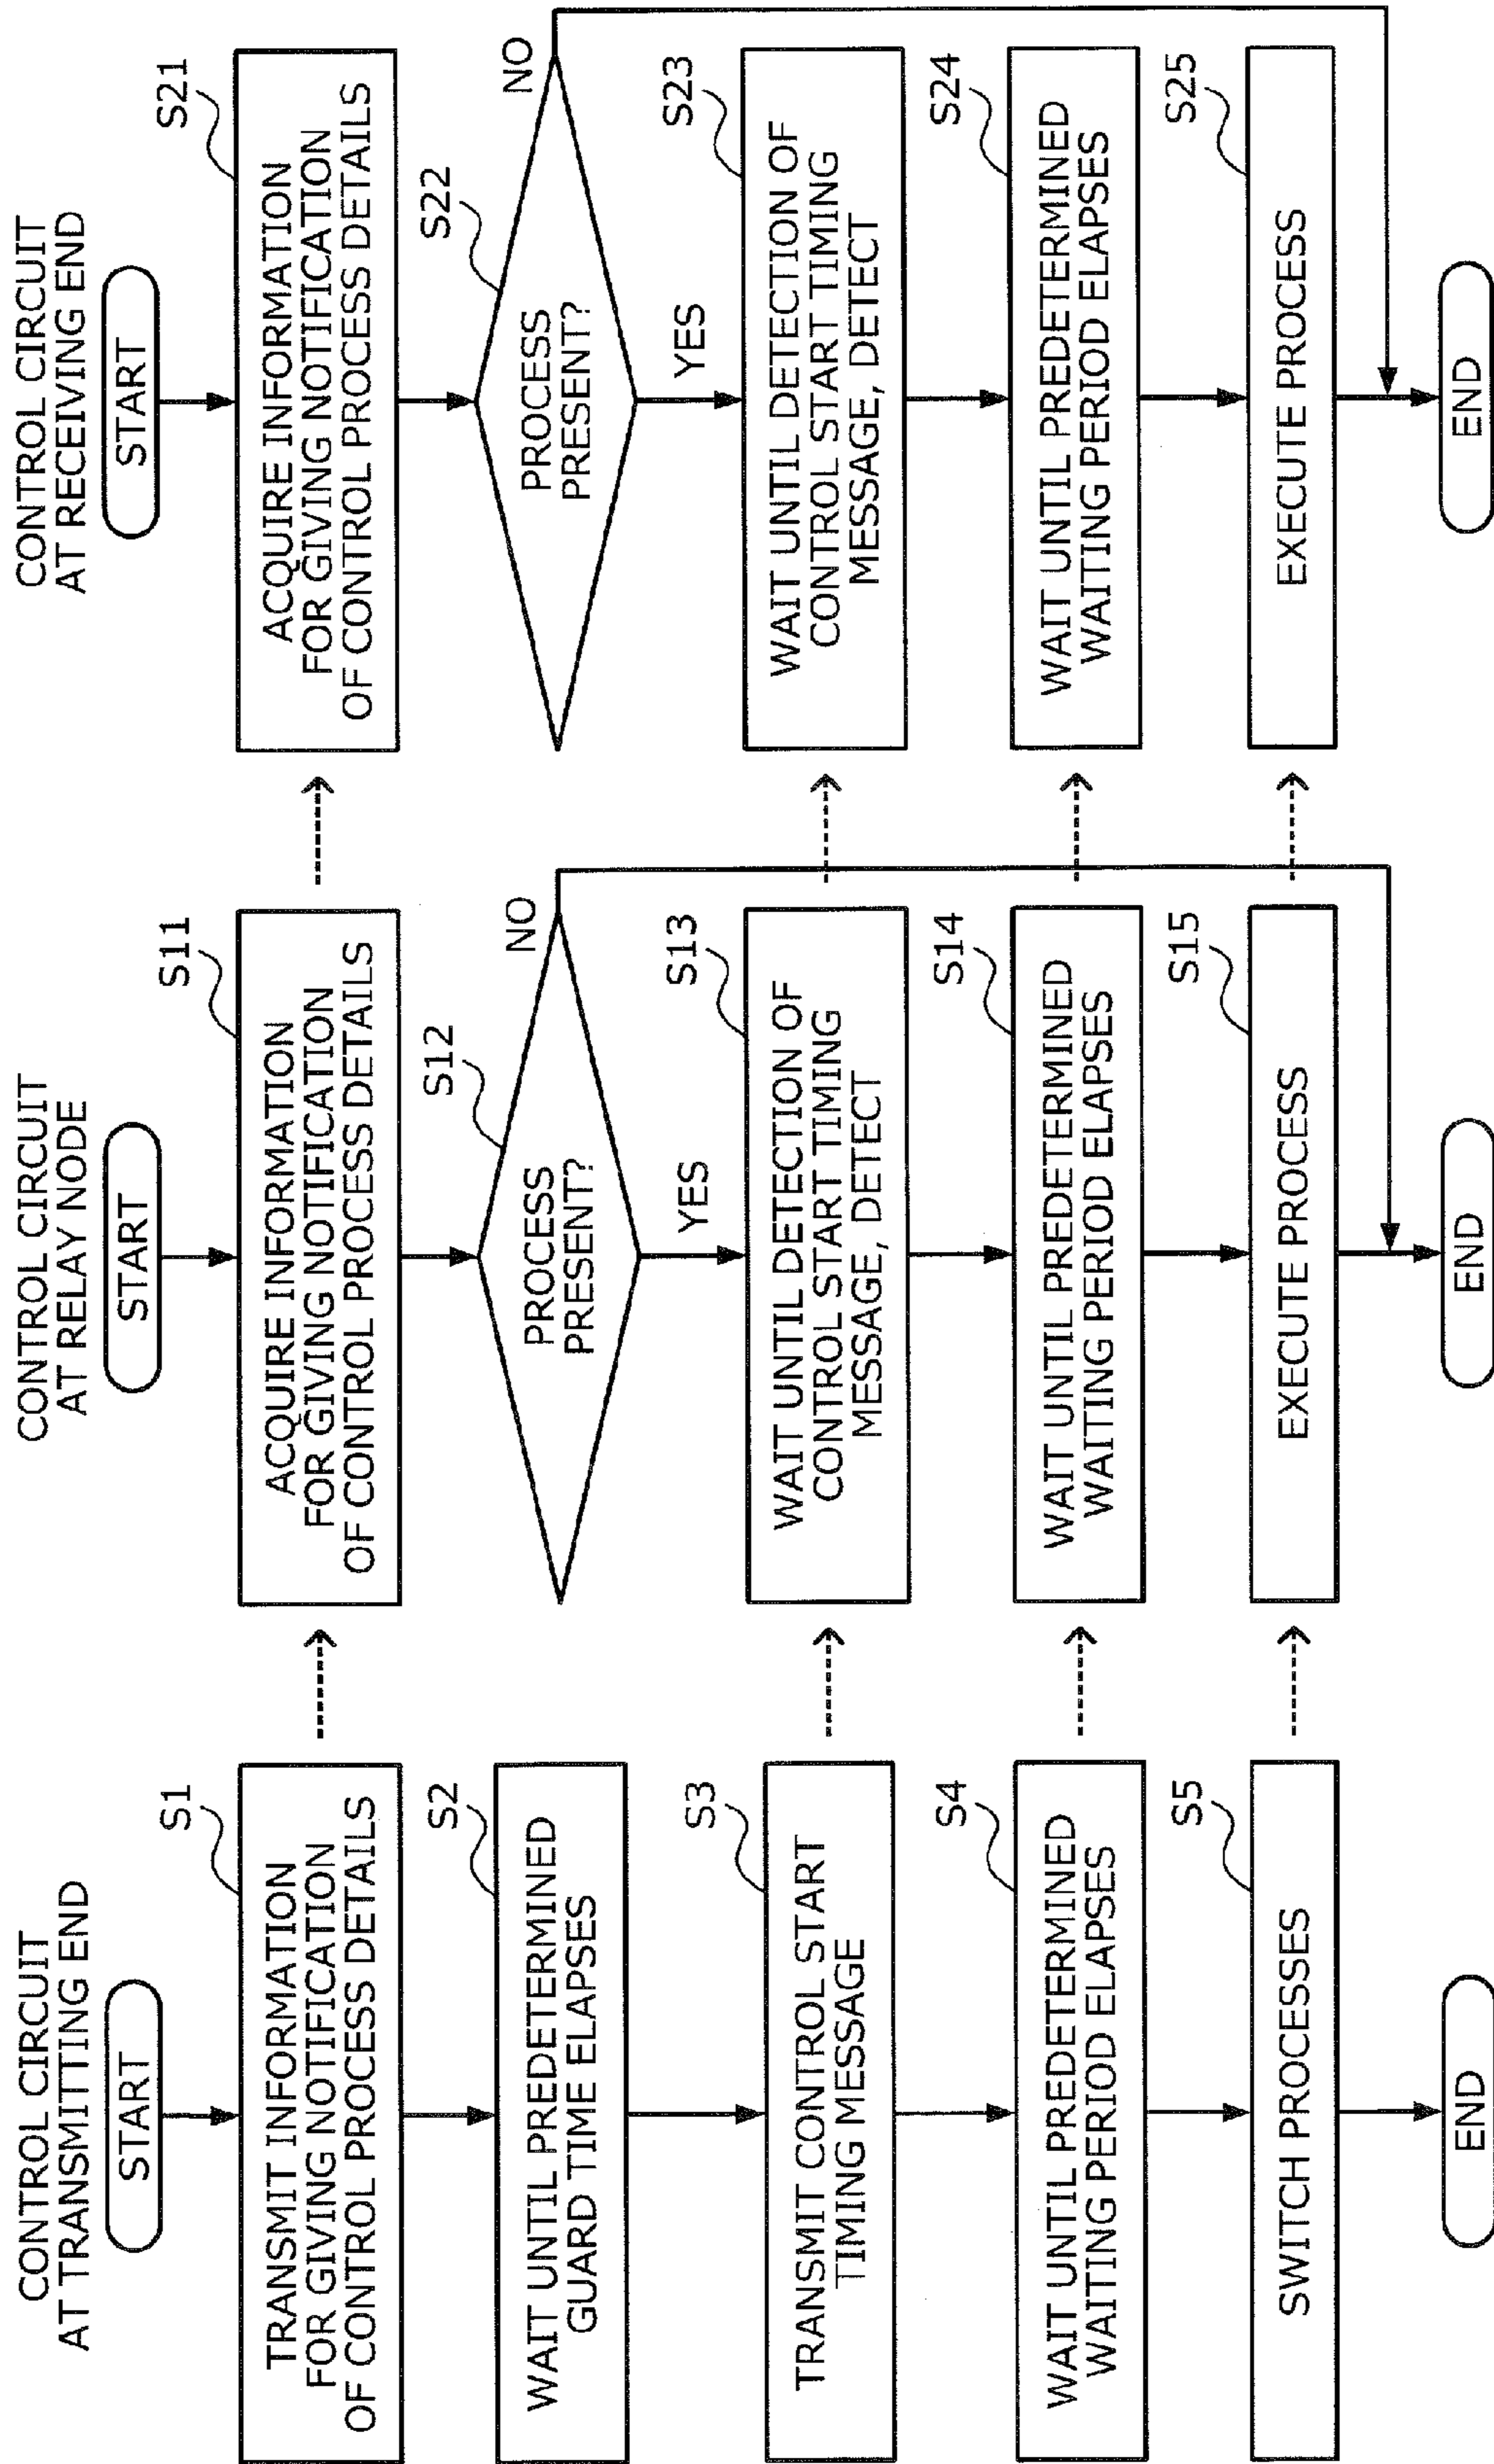 CONTROL CIRCUIT
AT TRANSMITTING END
START
S1
TRANSMIT INFORMATION
FOR GIVING NOTIFICATION
OF CONTROL PROCESS DETAILS
S2
WAIT UNTIL PREDETERMINED
GUARD TIME ELAPSES
S3
TRANSMIT CONTROL START
TIMING MESSAGE
S4
WAIT UNTIL PREDETERMINED
WAITING PERIOD ELAPSES
S5
SWITCH PROCESSES
END
CONTROL CIRCUIT
AT RELAY NODE
START
S11
ACQUIRE INFORMATION
FOR GIVING NOTIFICATION
OF CONTROL PROCESS DETAILS
S12
PROCESS
PRESENT?
NO
YES
S13
WAIT UNTIL DETECTION OF
CONTROL START TIMING
MESSAGE, DETECT
S14
WAIT UNTIL PREDETERMINED
WAITING PERIOD ELAPSES
S15
EXECUTE PROCESS
END
CONTROL CIRCUIT
AT RECEIVING END
START
S21
ACQUIRE INFORMATION
FOR GIVING NOTIFICATION
OF CONTROL PROCESS DETAILS
S22
PROCESS
PRESENT?
NO
YES
S23
WAIT UNTIL DETECTION OF
CONTROL START TIMING
MESSAGE, DETECT
S24
WAIT UNTIL PREDETERMINED
WAITING PERIOD ELAPSES
S25
EXECUTE PROCESS
END